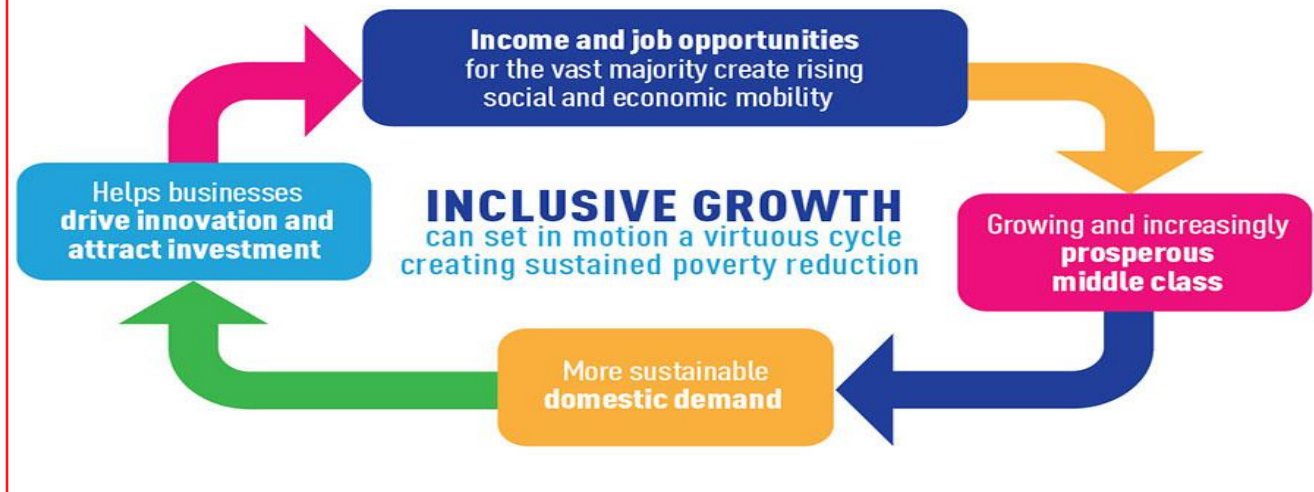 Income and job opportunities
for the vast majority create rising
social and economic mobility
Helps businesses
drive innovation and
attract investment
INCLUSIVE GROWTH
can set in motion a virtuous cycle
creating sustained poverty reduction
Growing and increasingly
prosperous
middle class
More sustainable
domestic demand